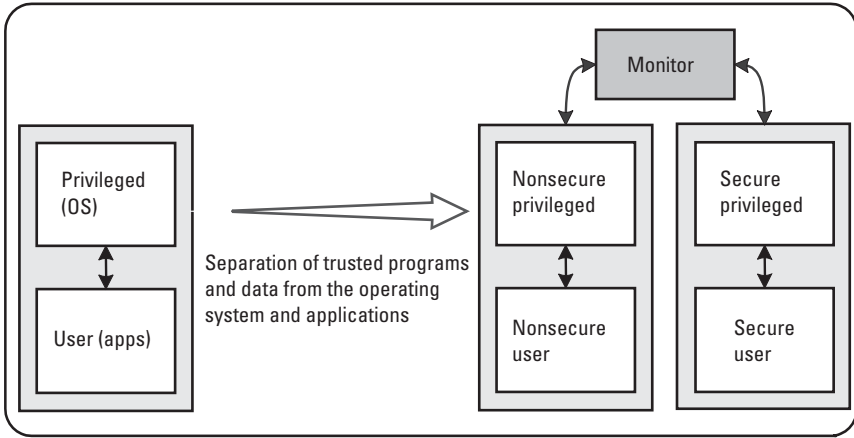 Monitor
Privileged
(OS)
User (apps)
Separation of trusted programs
and data from the operating
system and applications
Nonsecure
privileged
Nonsecure
user
Secure
privileged
Secure
user